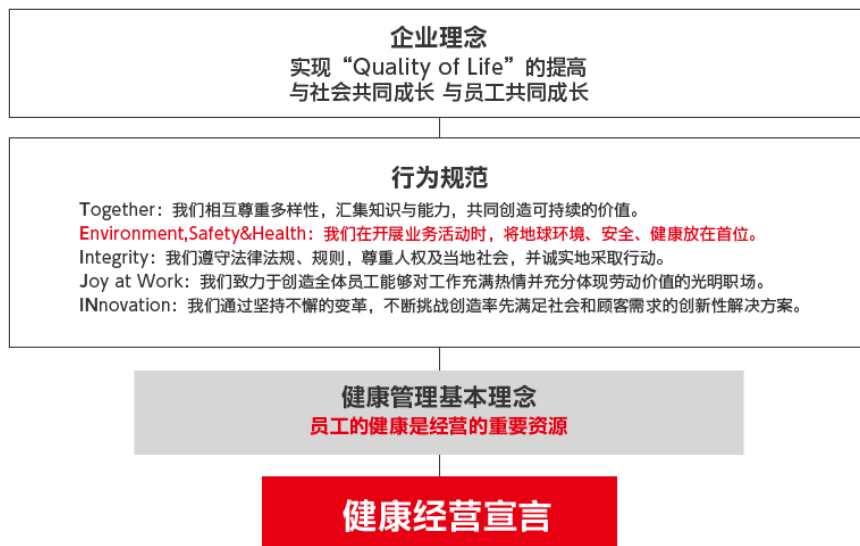 企业理念
实现“Quality of Life”的提高
与社会共同成长 与员工共同成长
行为规范
Together：我们相互尊重多样性，汇集知识与能力，共同创造可持续的价值。
Environment,Safety&Health：我们在开展业务活动时，将地球环境、安全、健康放在首位。
Integrity：我们遵守法律法规、规则，尊重人权及当地社会，并诚实地采取行动。
Joy at Work：我们致力于创造全体员工能够对工作充满热情并充分体现劳动价值的光明职场。
INnovation：我们通过坚持不懈的变革，不断挑战创造率先满足社会和顾客需求的创新性解决方案。
健康管理基本理念
员工的健康是经营的重要资源
健康经营宣言